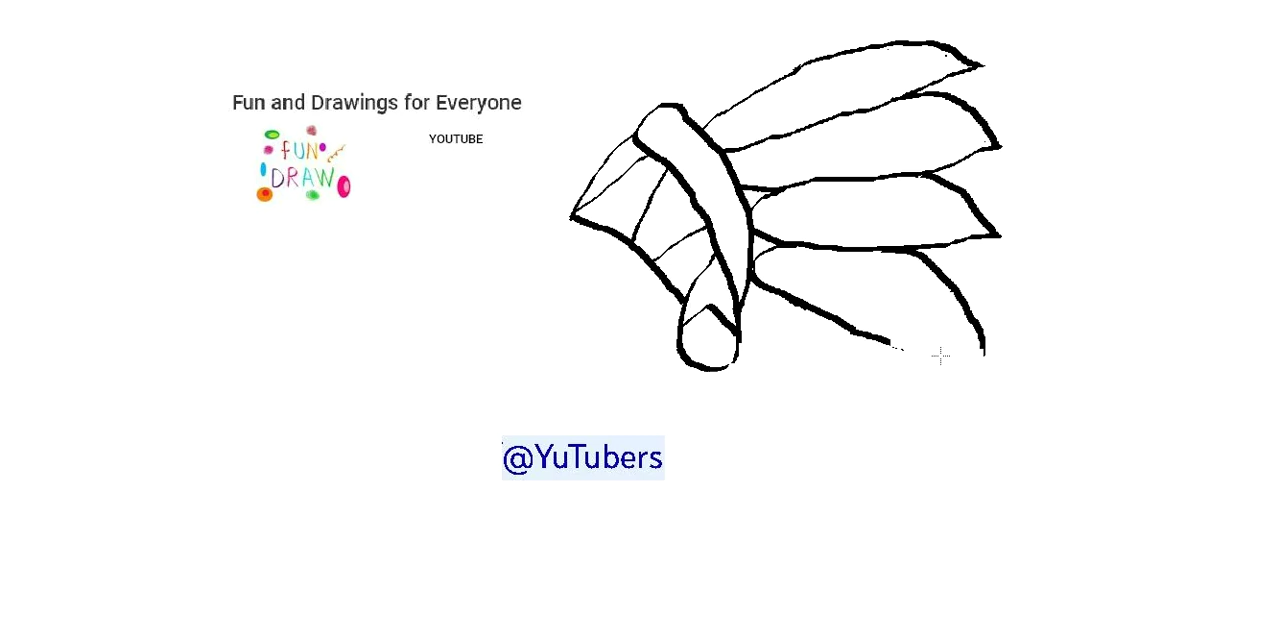 Fun and Drawings for Everyone
YOUTUBE
FUN
DRAW
@YuTubers